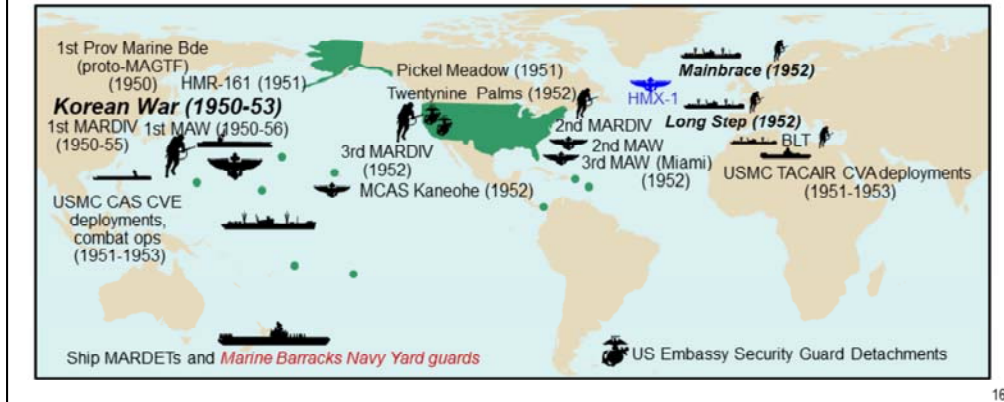 1st Prov Marine Bde
(proto-MAGTF)
(1950)
HMR-161 (1951)
Korean War (1950-53)
1st MARDIV
(1950-55)
1st MAW (1950-56)
USMC CAS CVE
deployments,
combat ops
(1951-1953)
Pickel Meadow (1951)
Twentynine Palms (1952)
3rd MARDIV
(1952)
MCAS Kaneohe (1952)
2nd MARDIV
2nd MAW
3rd MAW (Miami)
(1952)
HMX-1
Mainbrace (1952)
Long Step (1952)
BLT
USMC TACAIR CVA deployments
(1951-1953)
Ship MARDETs and Marine Barracks Navy Yard guards
US Embassy Security Guard Detachments
16